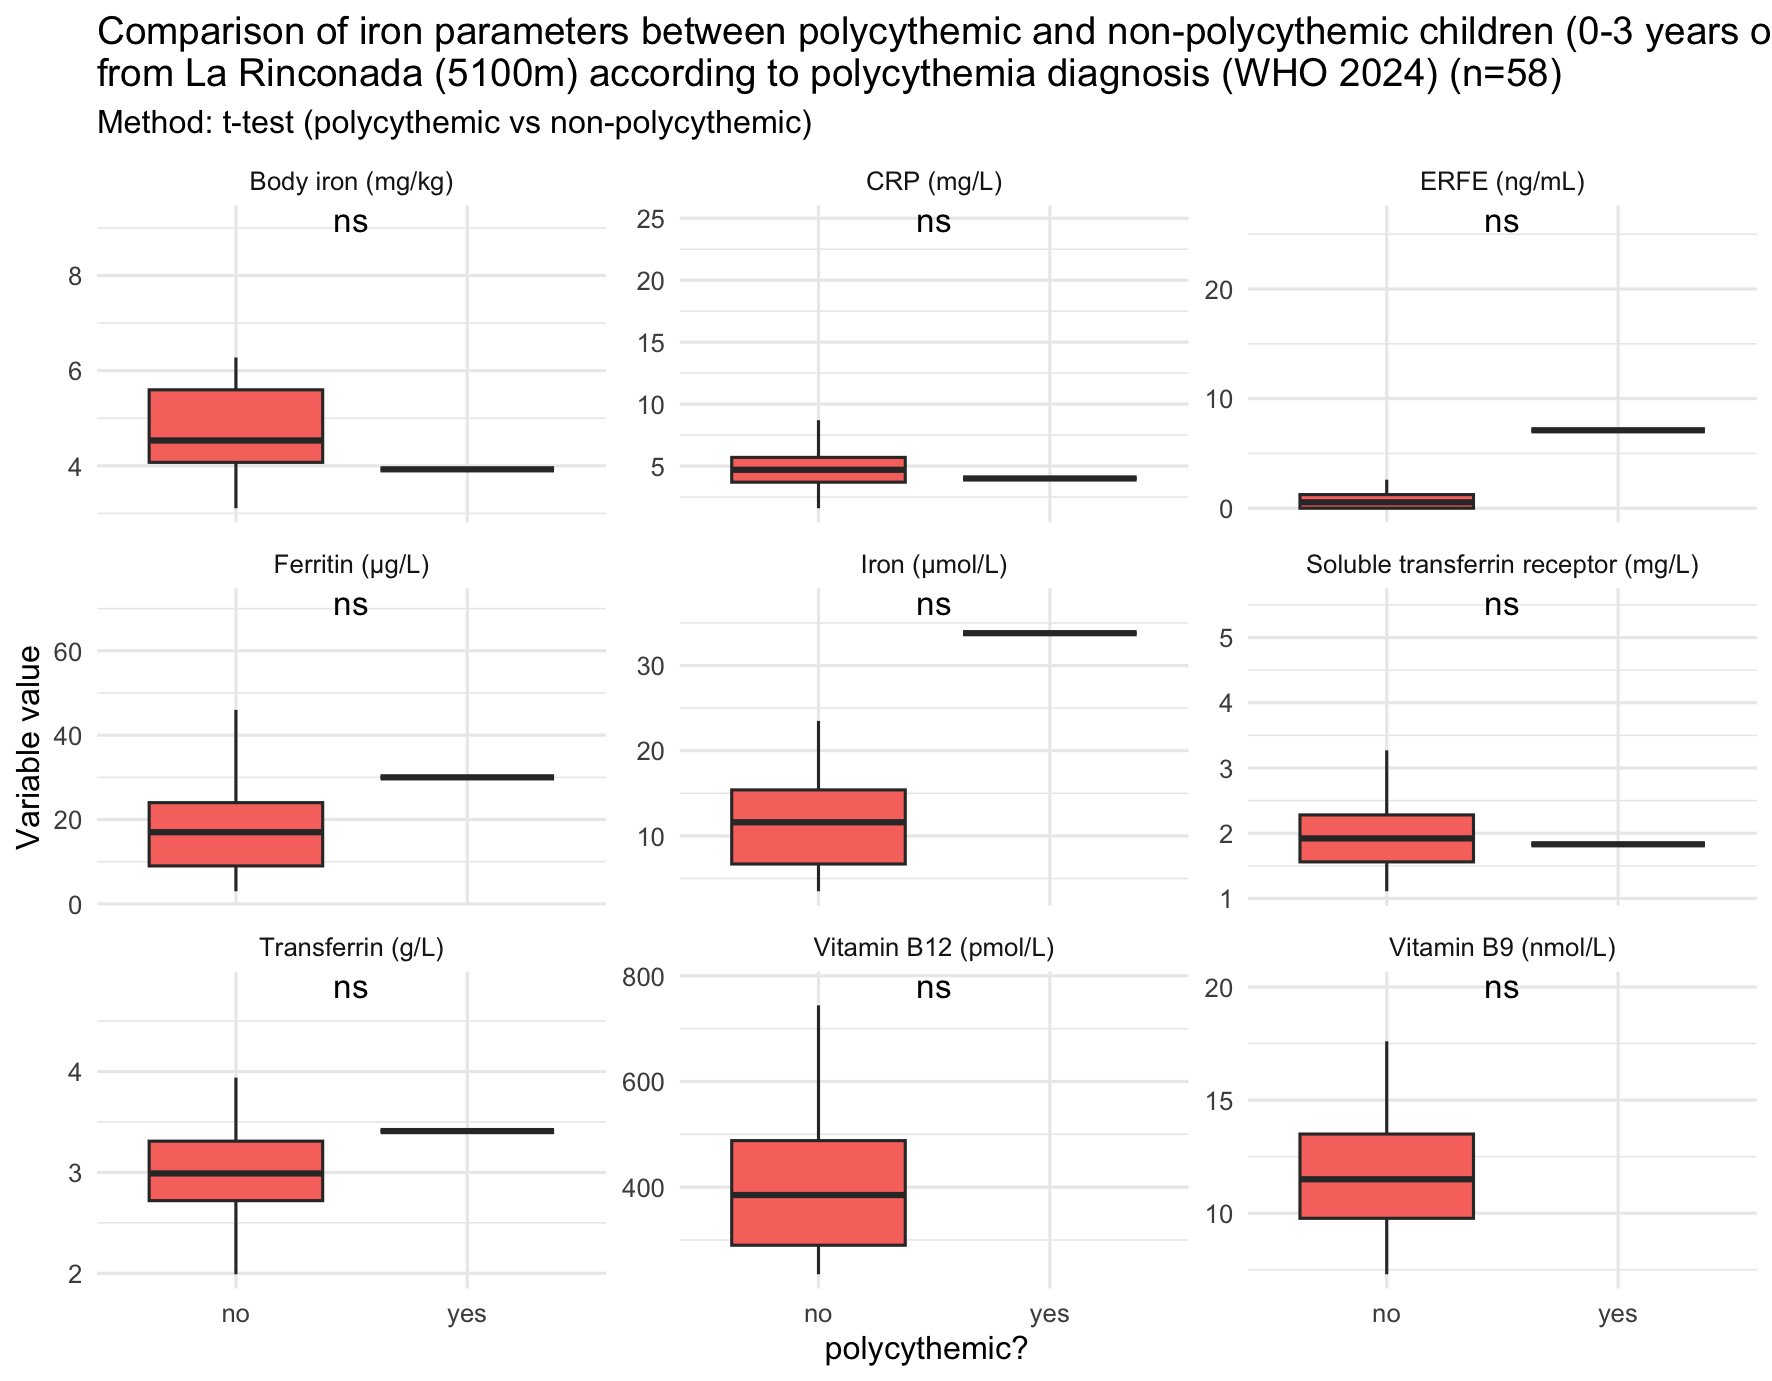 Comparison of iron parameters between polycythemic and non-polycythemic children (0-3 years o
from La Rinconada (5100m) according to polycythemia diagnosis (WHO 2024) (n=58)
Method: t-test (polycythemic vs non-polycythemic)
Body iron (mg/kg)
ns
8
6
4
CRP (mg/L)
ns
25
20
15
10
5
ERFE (ng/mL)
ns
20
10
0
Ferritin (µg/L)
ns
60
40
20
0
Iron (µmol/L)
ns
30
20
10
Soluble transferrin receptor (mg/L)
ns
5
4
3
2
1
Transferrin (g/L)
ns
4
3
2
no yes
Vitamin B12 (pmol/L)
ns
800
600
400
no yes
Vitamin B9 (nmol/L)
ns
20
15
10
no yes
Variable value
polycythemic?